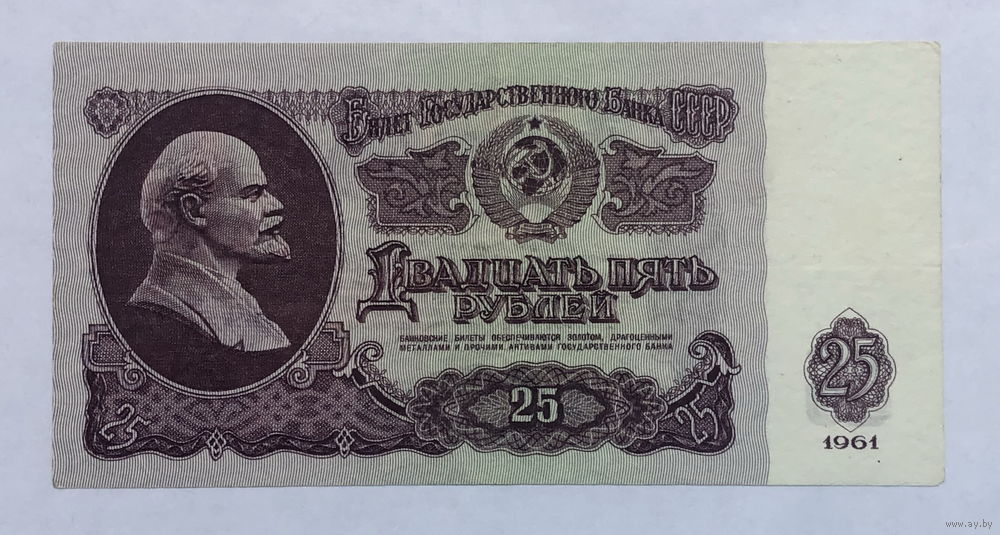 Билет Государственного Банка СССР
Двадцать пять
рублей
БАНКОВСКИЕ БИЛЕТЫ ОБЕСПЕЧИВАЮТСЯ ЗОЛОТОМ, ДРАГОЦЕННЫМИ
МЕТАЛЛАМИ И ПРОЧИМИ АКТИВАМИ ГОСУДАРСТВЕННОГО БАНКА
25
25
25
25
1961
www.ay.by